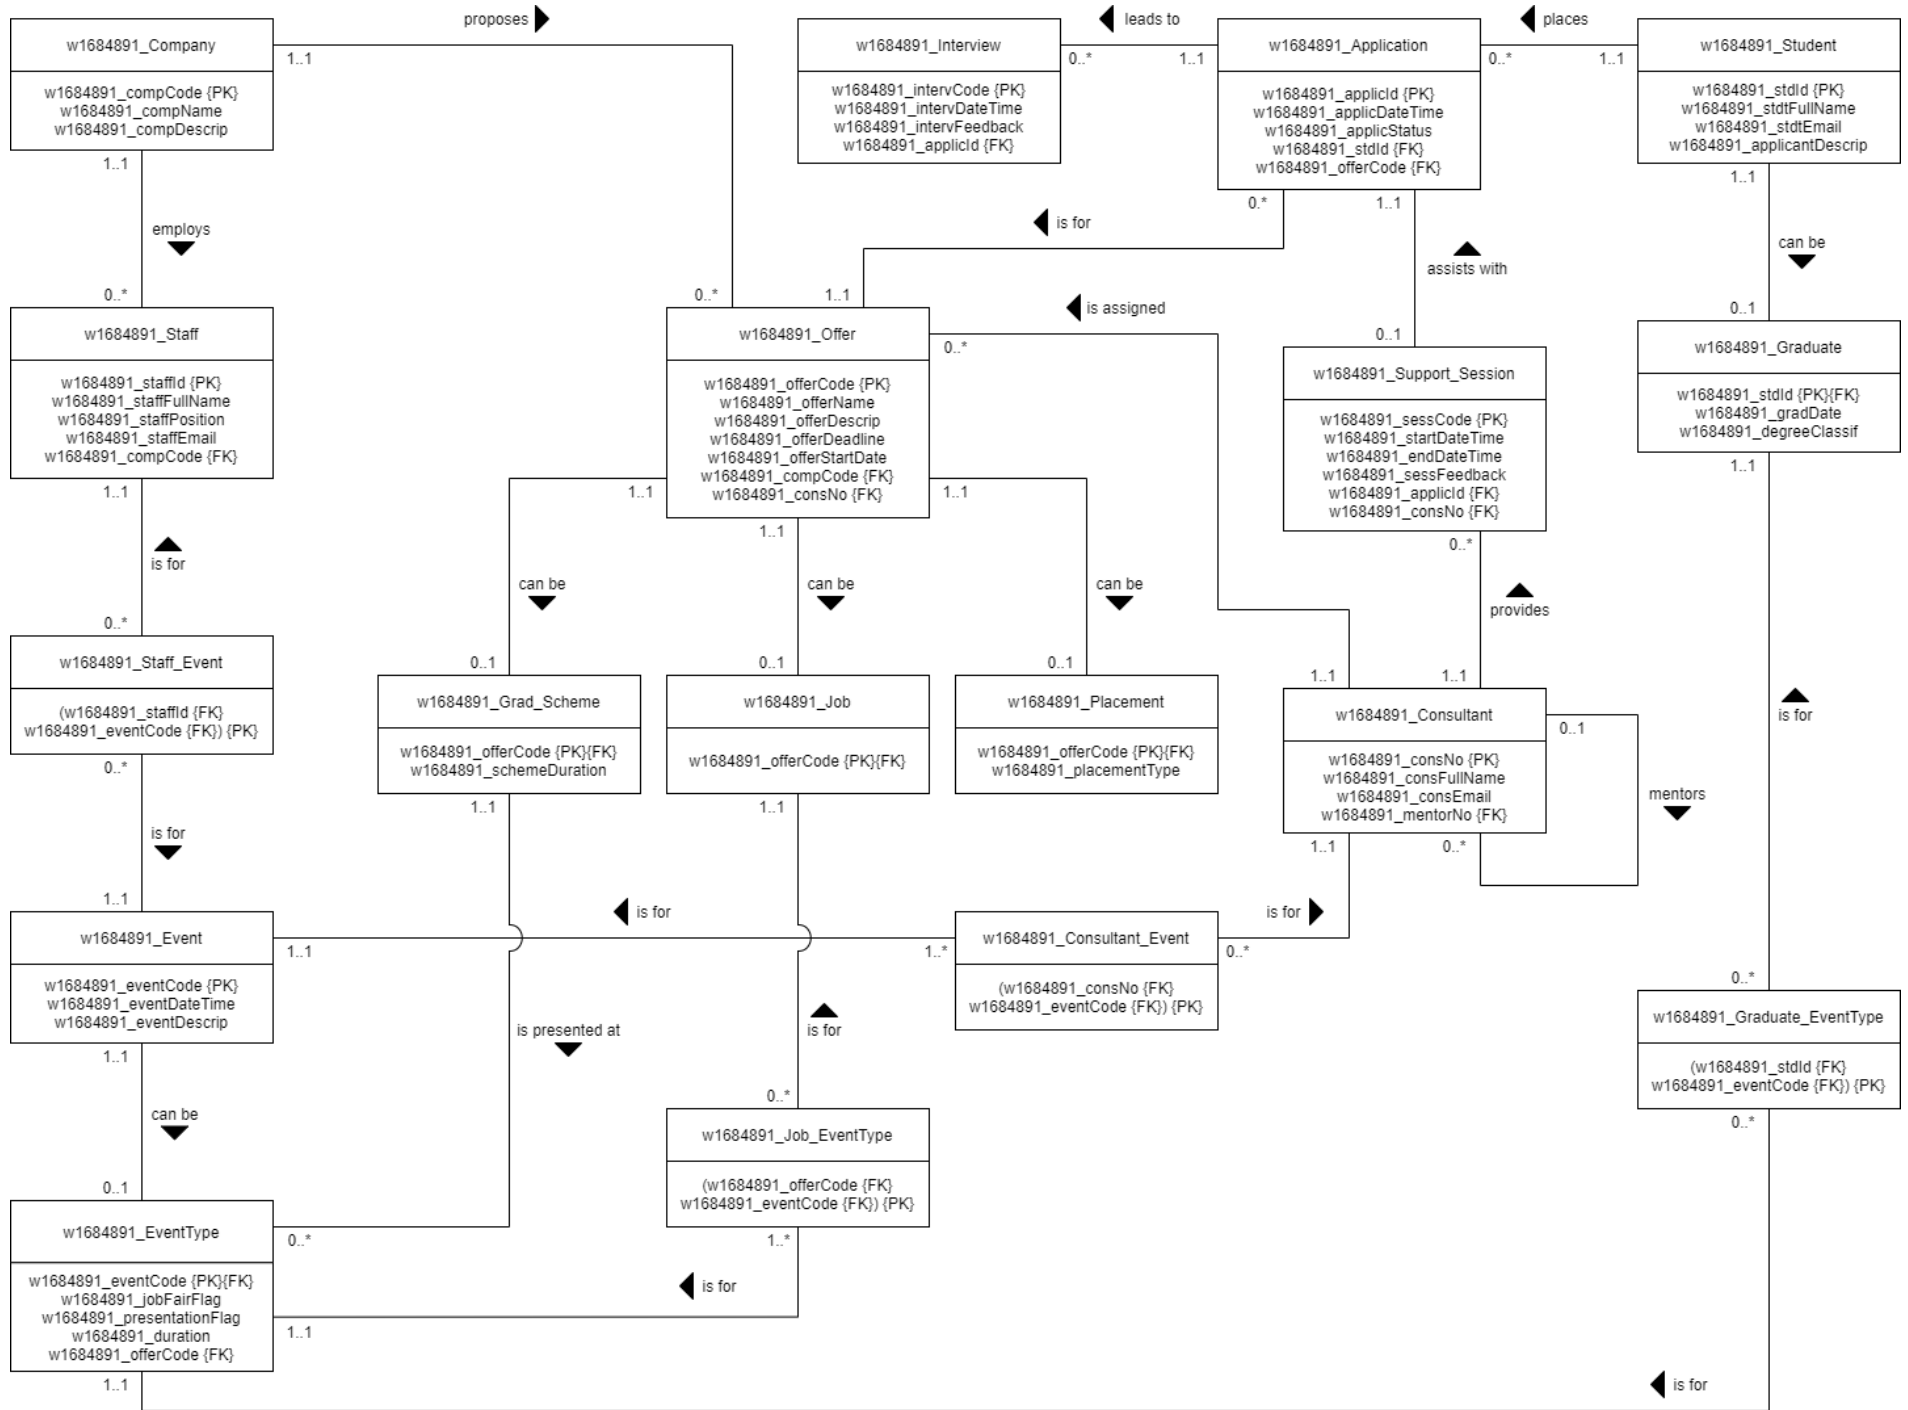 proposes
leads to
places
w1684891_Company
1..1
w1684891_compCode {PK}
w1684891_compName
w1684891_compDescrip
1..1
w1684891_Interview
0..*
1..1
w1684891_intervCode {PK}
w1684891_intervDateTime
w1684891_intervFeedback
w1684891_applicId {FK}
w1684891_Application
0..*
1..1
w1684891_applicId {PK}
w1684891_applicDateTime
w1684891_applicStatus
w1684891_stdId {FK}
w1684891_offerCode {FK}
0.*
1..1
w1684891_Student
w1684891_stdId {PK}
w1684891_stdtFullName
w1684891_stdtEmail
w1684891_applicantDescrip
1..1
employs
is for
assists with
can be
0..*
0..*
1..1
is assigned
0..1
0..1
w1684891_Staff
w1684891_staffId {PK}
w1684891_staffFullName
w1684891_staffPosition
w1684891_staffEmail
w1684891_compCode {FK}
1..1
w1684891_Offer
0..*
w1684891_offerCode {PK}
w1684891_offerName
w1684891_offerDescrip
w1684891_offerDeadline
w1684891_offerStartDate
w1684891_compCode {FK}
w1684891_consNo {FK}
1..1
1..1
1..1
w1684891_Support_Session
w1684891_sessCode {PK}
w1684891_startDateTime
w1684891_endDateTime
w1684891_sessFeedback
w1684891_applicId {FK}
w1684891_consNo {FK}
0..*
w1684891_Graduate
w1684891_stdId {PK}{FK}
w1684891_gradDate
w1684891_degreeClassif
1..1
is for
can be
can be
can be
provides
0..*
0..1
0..1
0..1
1..1
1..1
w1684891_Staff_Event
(w1684891_staffId {FK}
w1684891_eventCode {FK}) {PK}
0..*
w1684891_Grad_Scheme
w1684891_offerCode {PK}{FK}
w1684891_schemeDuration
1..1
w1684891_Job
w1684891_offerCode {PK}{FK}
1..1
w1684891_Placement
w1684891_offerCode {PK}{FK}
w1684891_placementType
w1684891_Consultant
0..1
w1684891_consNo {PK}
w1684891_consFullName
w1684891_consEmail
w1684891_mentorNo {FK}
1..1
0..*
mentors
is for
is for
1..1
is for
is for
w1684891_Event
1..1
w1684891_eventCode {PK}
w1684891_eventDateTime
w1684891_eventDescrip
1..1
1..*
w1684891_Consultant_Event
0..*
(w1684891_consNo {FK}
w1684891_eventCode {FK}) {PK}
0..*
w1684891_Graduate_EventType
(w1684891_stdId {FK}
w1684891_eventCode {FK}) {PK}
0..*
is presented at
is for
can be
0..*
0..1
w1684891_Job_EventType
(w1684891_offerCode {FK}
w1684891_eventCode {FK}) {PK}
1..*
w1684891_EventType
0..*
w1684891_eventCode {PK}{FK}
w1684891_jobFairFlag
w1684891_presentationFlag
w1684891_duration
w1684891_offerCode {FK}
is for
1..1
1..1
is for